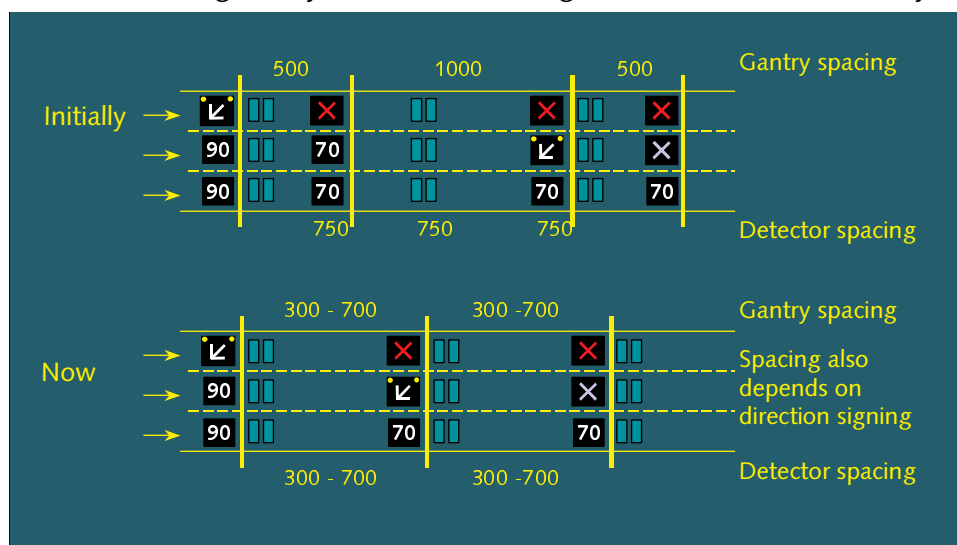 500 1000 500 Gantry spacing
Initially
90 70
90 70 70 70
750 750 750 Detector spacing
300 - 700 300 -700 Gantry spacing
Now
Spacing also
90 depends on
direction signing
90 70 70
300 - 700 300 -700 Detector spacing